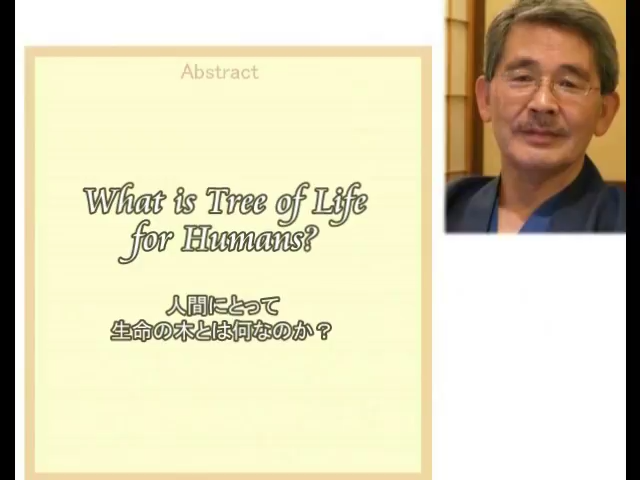 Abstract
What is Tree of Life
for Humans?
人間にとって
生命の木とは何なのか？